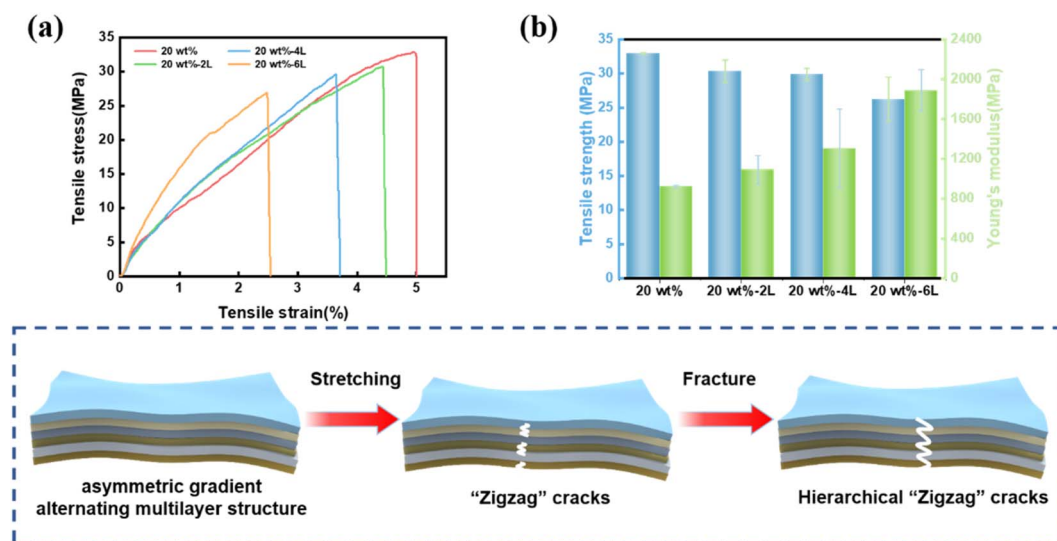 (a)
35
30
25
20
15
10
5
0
Tensile stress(MPa)
20 wt% 20 wt%-4L
20 wt%-2L 20 wt%-6L
0 1 2 3 4 5
Tensile strain(%)
(b)
35
30
25
20
15
10
5
0
Tensile strength (MPa)
2400
2000
1600
1200
800
400
0
Young's modulus(MPa)
20 wt% 20 wt%-2L 20 wt%-4L 20 wt%-6L
Stretching
Fracture
asymmetric gradient
alternating multilayer structure
“Zigzag” cracks
Hierarchical “Zigzag” cracks